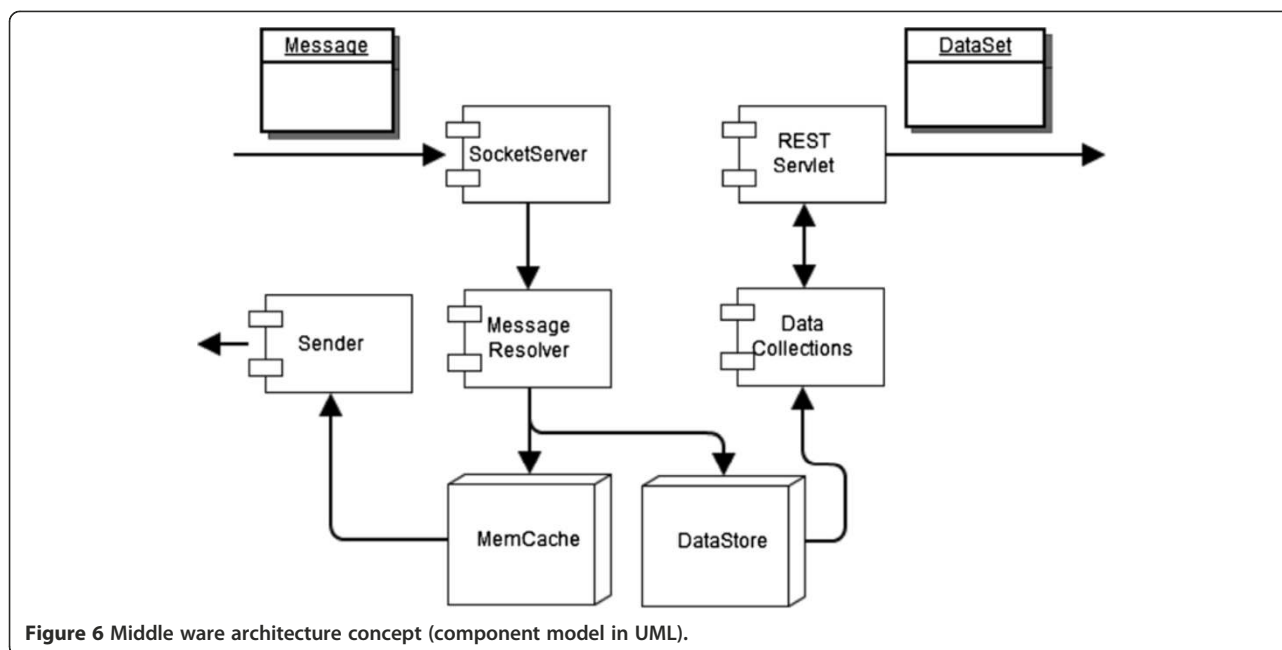 Message
DataSet
SocketServer
REST
Servlet
Sender
Message
Resolver
Data
Collections
MemCache
DataStore
Figure 6 Middle ware architecture concept (component model in UML).